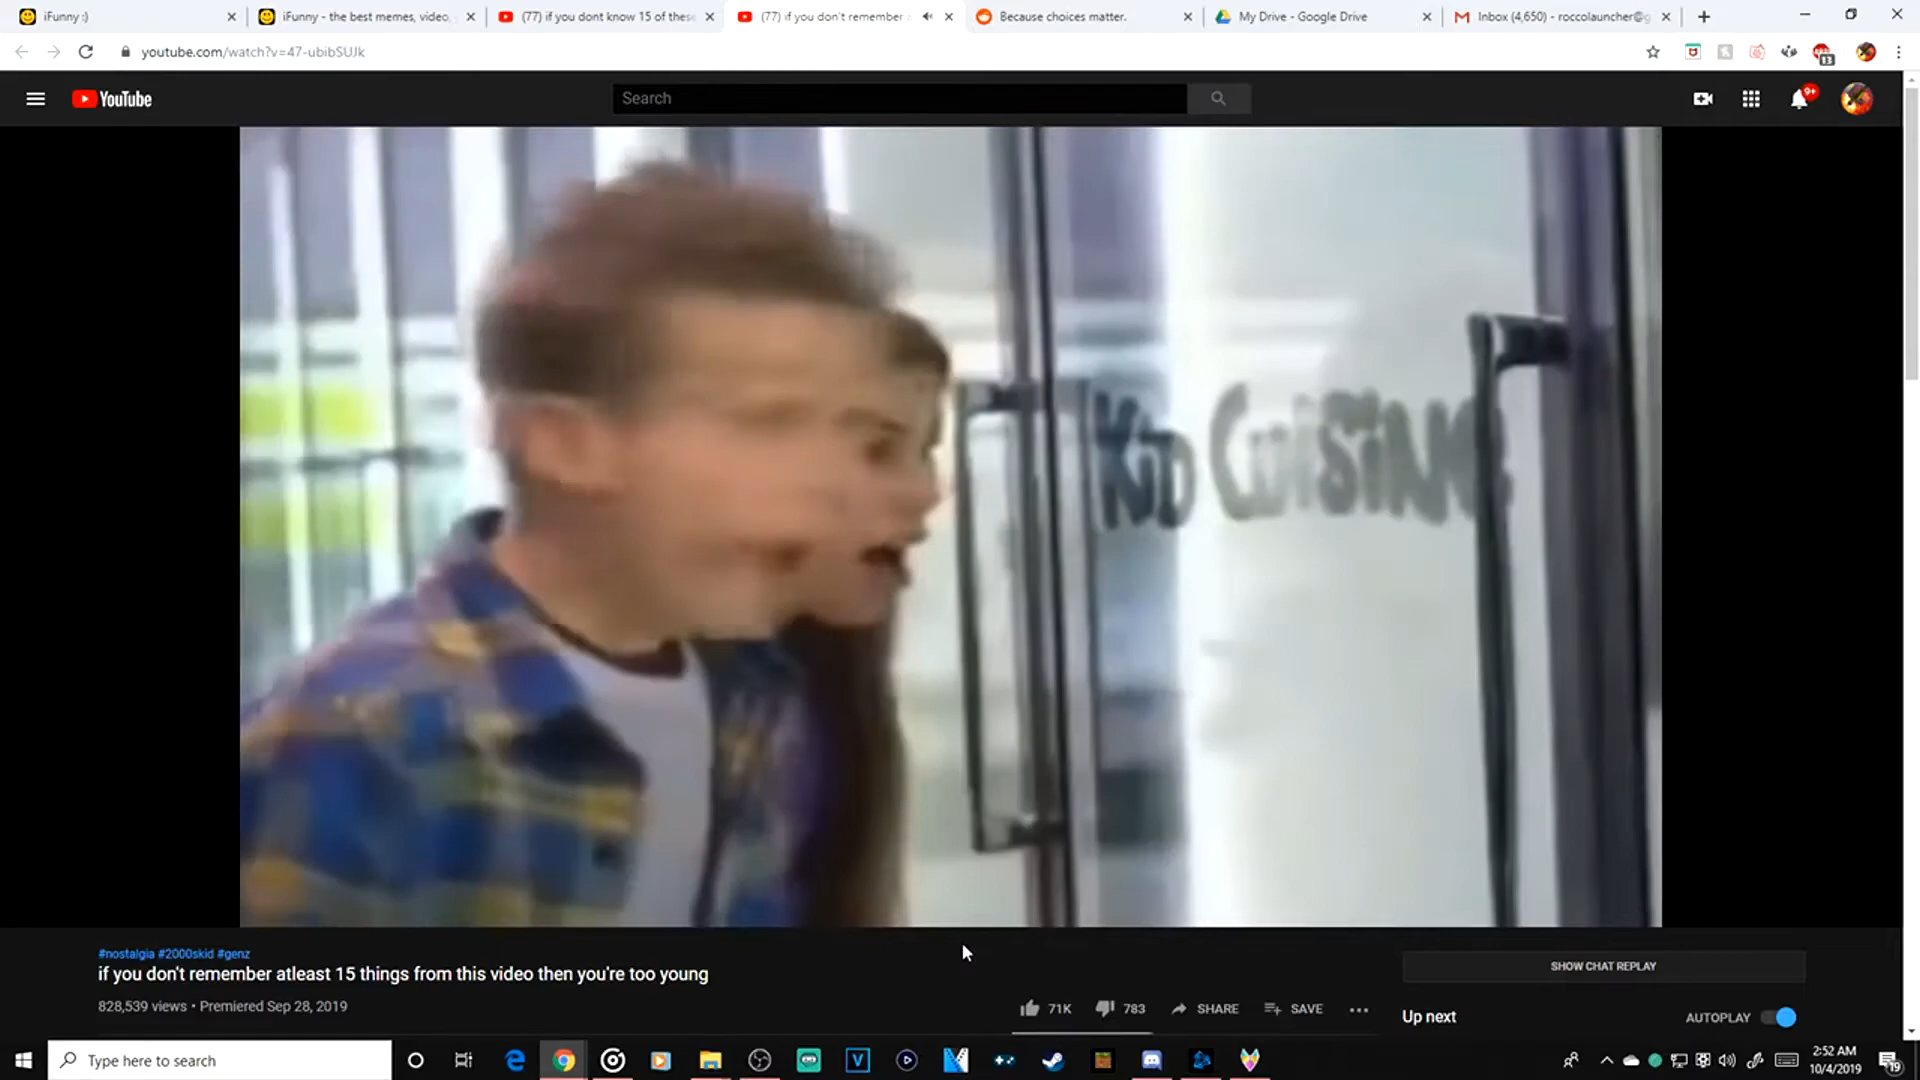 iFunny :)
iFunny - the best memes, video,
(77) if you dont know 15 of these
(77) if you don't remember
Because choices matter.
My Drive - Google Drive
Inbox (4,650) - roccolauncher@g
youtube.com/watch?v=47-ubibSUJk
13
YouTube
Search
9+
KiD CUiSiNE
#nostalgia #2000skid #genz
if you don't remember atleast 15 things from this video then you're too young
828,539 views • Premiered Sep 28, 2019
71K
783
SHARE
SAVE
SHOW CHAT REPLAY
Up next
AUTOPLAY
Type here to search
2:52 AM
10/4/2019
19